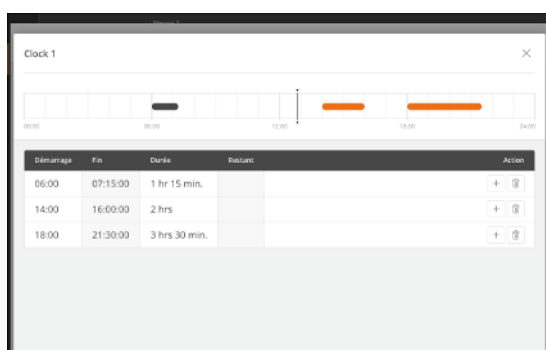 Clock 1
00:00 06:00 12:00 18:00 24:00
Démarrage Fin Durée Restant Action
06:00 07:15:00 1 hr 15 min.
14:00 16:00:00 2 hrs
18:00 21:30:00 3 hrs 30 min.